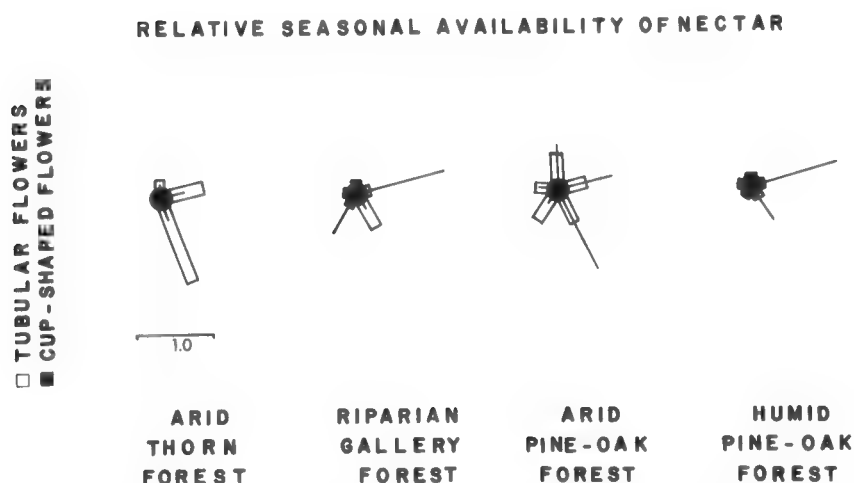 RELATIVE SEASONAL AVAILABILITY OF NECTAR
TUBULAR FLOWERS
CUP-SHAPED FLOWERS
1.0
ARID
THORN
FOREST
RIPARIAN
GALLERY
FOREST
ARID
PINE-OAK
FOREST
HUMID
PINE-OAK
FOREST